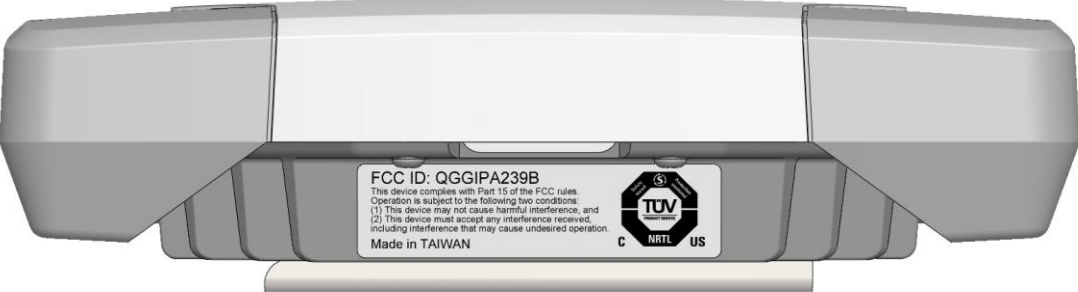 FCC ID: QGGIPA239B
This device complies with Part 15 of the FCC rules.
Operation is subject to the following two conditions:
(1) This device may not cause harmful interference, and
(2) This device must accept any interference received,
including interference that may cause undesired operation.
Made in TAIWAN
S
TÜV
PRODUCT SERVICE
C
NRTL
US